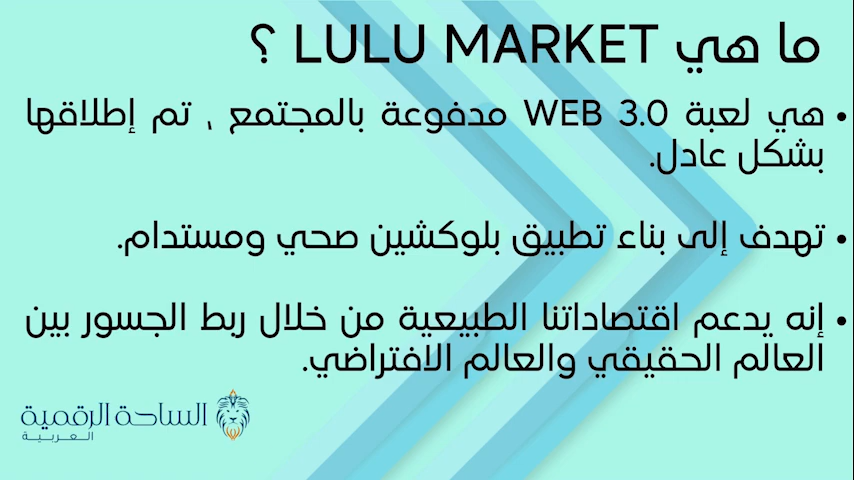 ما هي LULU MARKET ؟
• هي لعبة WEB 3.0 مدفوعة بالمجتمع ، تم إطلاقها
بشكل عادل.
• تهدف إلى بناء تطبيق بلوكشين صحي ومستدام.
• إنه يدعم اقتصاداتنا الطبيعية من خلال ربط الجسور بين
العالم الحقيقي والعالم الافتراضي.
الساحة الرقمية
العربية